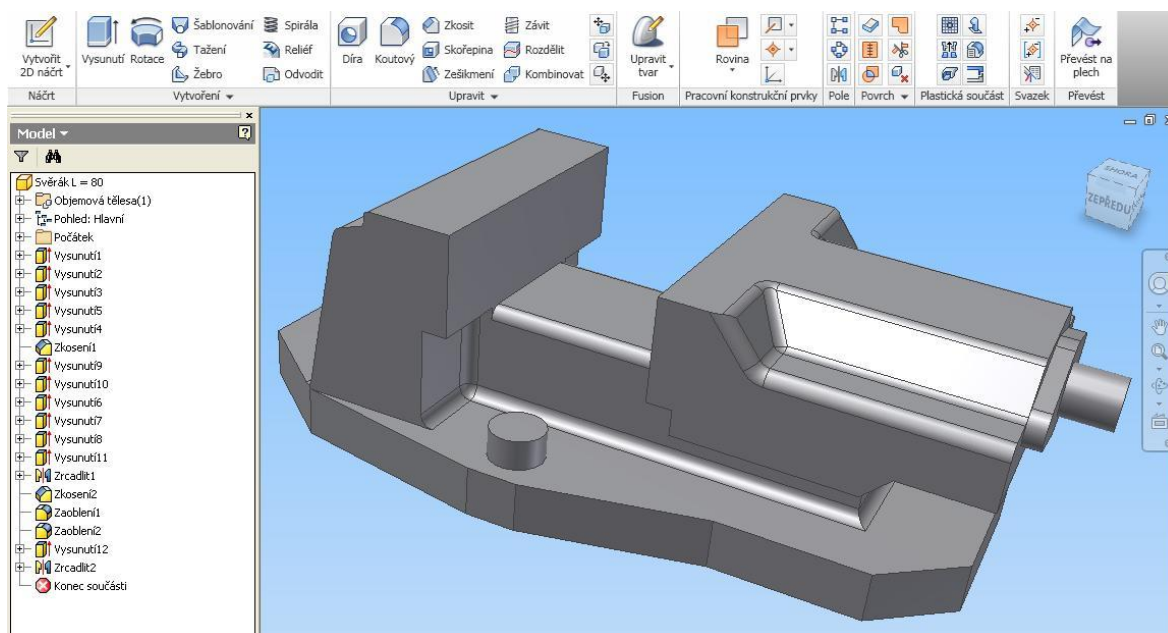 Vytvořit
2D náčrt
Vysunutí
Rotace
Šablonování
Tažení
Žebro
Spirála
Reliéf
Odvodit
Díra
Koutový
Zkosit
Skořepina
Zešikmení
Závit
Rozdělit
Kombinovat
Upravit
tvar
Rovina
Převést na
plech
Náčrt
Vytvoření
Upravit
Fusion
Pracovní konstrukční prvky
Pole
Povrch
Plastická součást
Svazek
Převést
Model
Svěrák L = 80
Objemová tělesa(1)
Pohled: Hlavní
Počátek
Vysunutí1
Vysunutí2
Vysunutí3
Vysunutí5
Vysunutí4
Zkosení1
Vysunutí9
Vysunutí10
Vysunutí6
Vysunutí7
Vysunutí8
Vysunutí11
Zrcadlit1
Zkosení2
Zaoblení1
Zaoblení2
Vysunutí12
Zrcadlit2
Konec součásti
SHORA
ZEPŘEDU